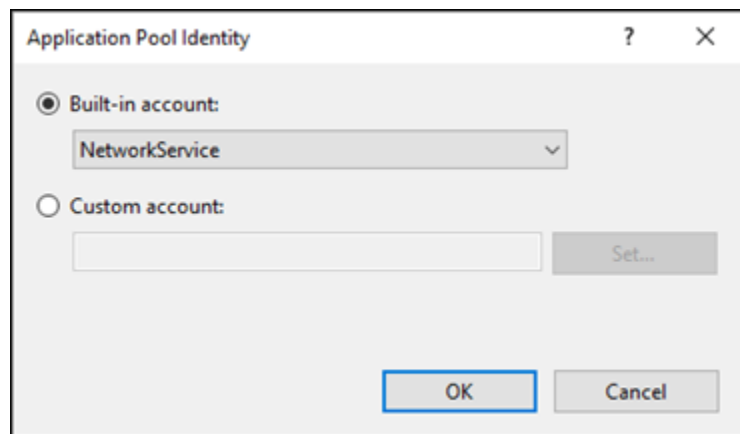 Application Pool Identity
Built-in account:
NetworkService
Custom account:
Set...
OK Cancel